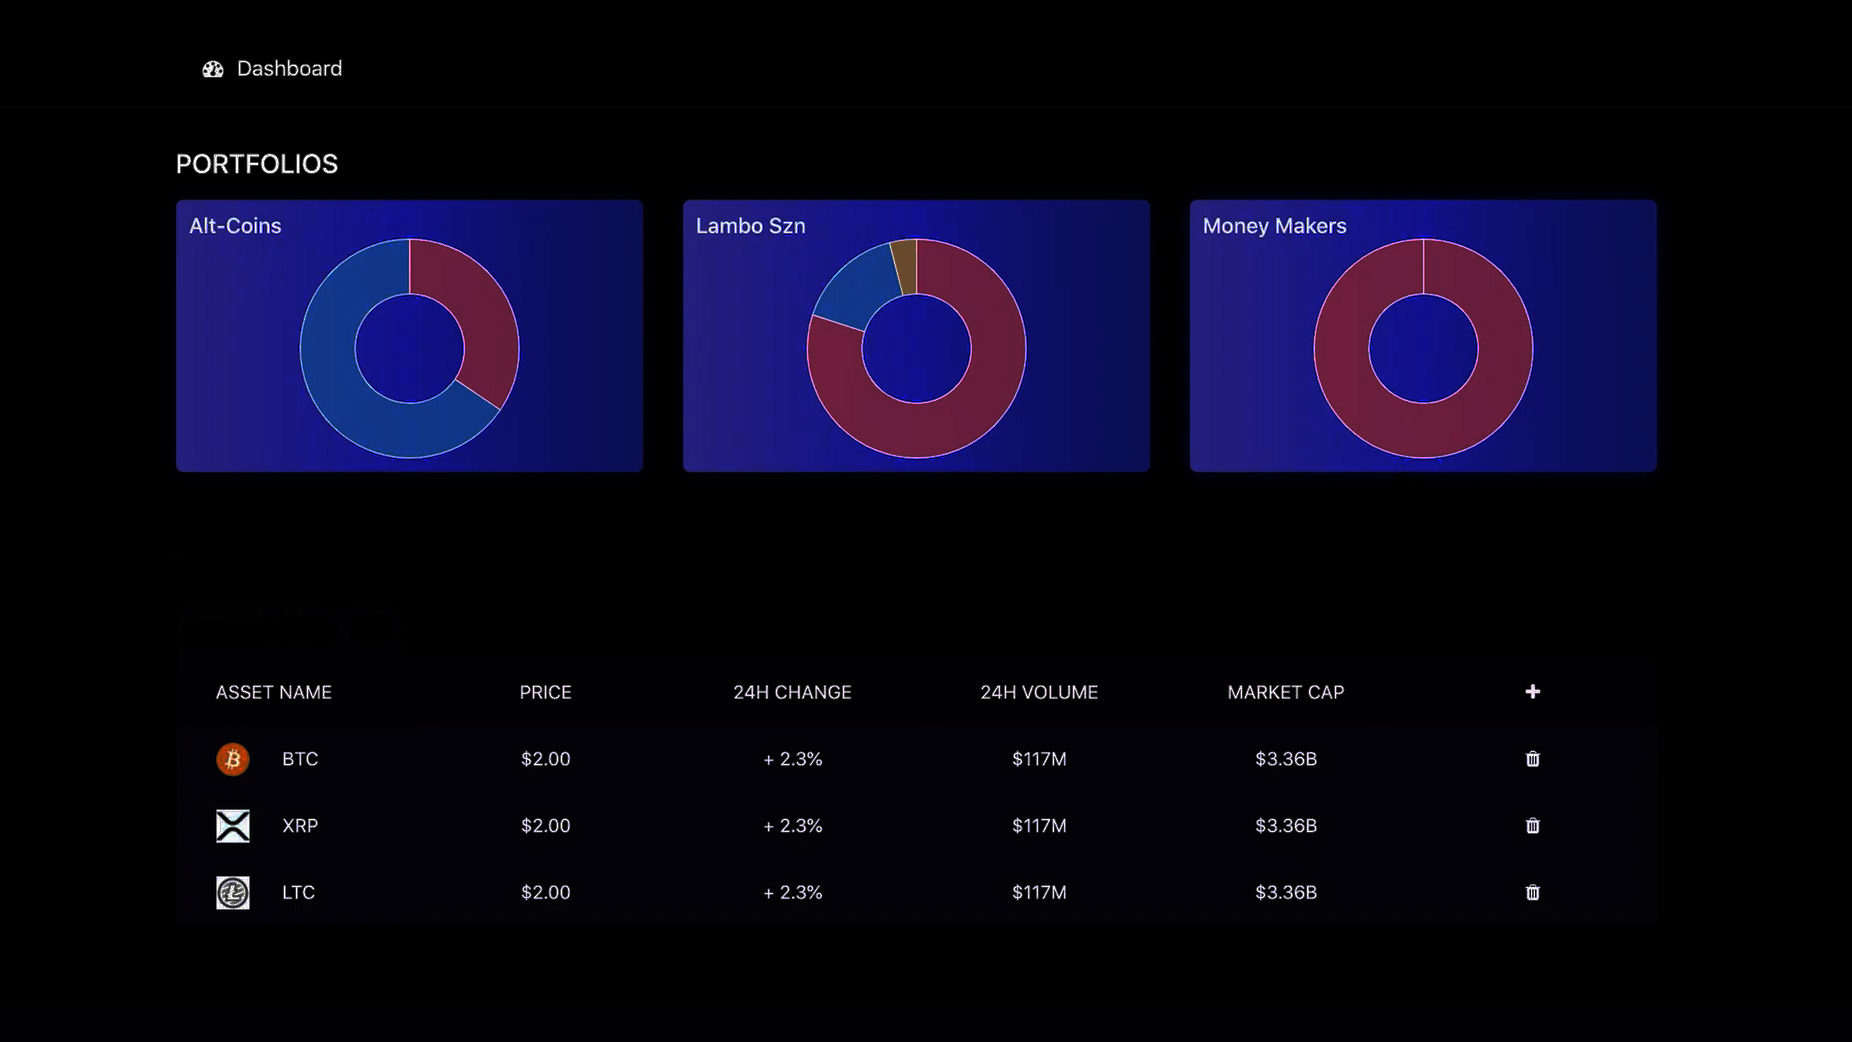 Dashboard
PORTFOLIOS
Alt-Coins
Lambo Szn
Money Makers
ASSET NAME PRICE 24H CHANGE 24H VOLUME MARKET CAP +
BTC $2.00 + 2.3% $117M $3.36B
XRP $2.00 + 2.3% $117M $3.36B
LTC $2.00 + 2.3% $117M $3.36B